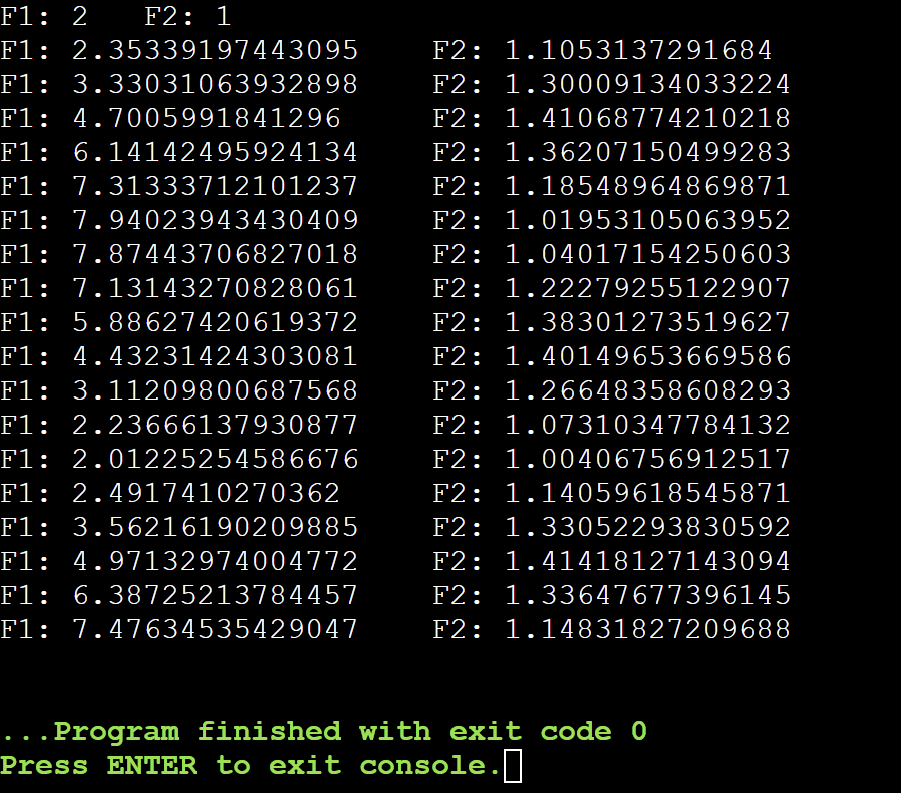 F1: 2   F2: 1
F1: 2.35339197443095    F2: 1.1053137291684
F1: 3.33031063932898    F2: 1.30009134033224
F1: 4.7005991841296    F2: 1.41068774210218
F1: 6.14142495924134    F2: 1.36207150499283
F1: 7.31333712101237    F2: 1.18548964869871
F1: 7.94023943430409    F2: 1.01953105063952
F1: 7.87443706827018    F2: 1.04017154250603
F1: 7.13143270828061    F2: 1.22279255122907
F1: 5.88627420619372    F2: 1.38301273519627
F1: 4.43231424303081    F2: 1.40149653669586
F1: 3.11209800687568    F2: 1.26648358608293
F1: 2.23666137930877    F2: 1.07310347784132
F1: 2.01225254586676    F2: 1.00406756912517
F1: 2.4917410270362    F2: 1.14059618545871
F1: 3.56216190209885    F2: 1.33052293830592
F1: 4.97132974004772    F2: 1.41418127143094
F1: 6.38725213784457    F2: 1.33647677396145
F1: 7.47634535429047    F2: 1.14831827209688
...Program finished with exit code 0
Press ENTER to exit console.